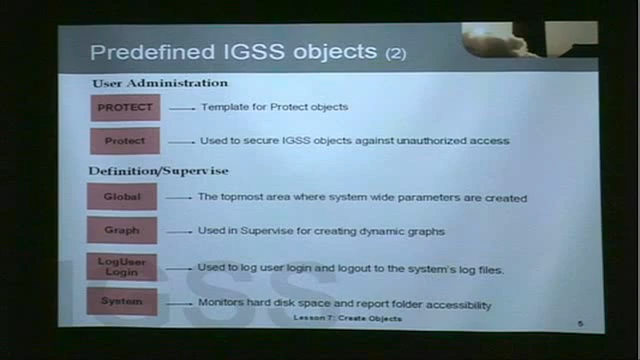 Predefined IGSS objects (2)
User Administration
PROTECT
Template for Protect objects
Protect
Used to secure IGSS objects against unauthorized access
Definition/Supervise
Global
The topmost area where system wide parameters are created
Graph
Used in Supervise for creating dynamic graphs
LogUser
Login
Used to log user login and logout to the system's log files.
System
Monitors hard disk space and report folder accessibility
IGSS
Lesson 7: Create Objects
5